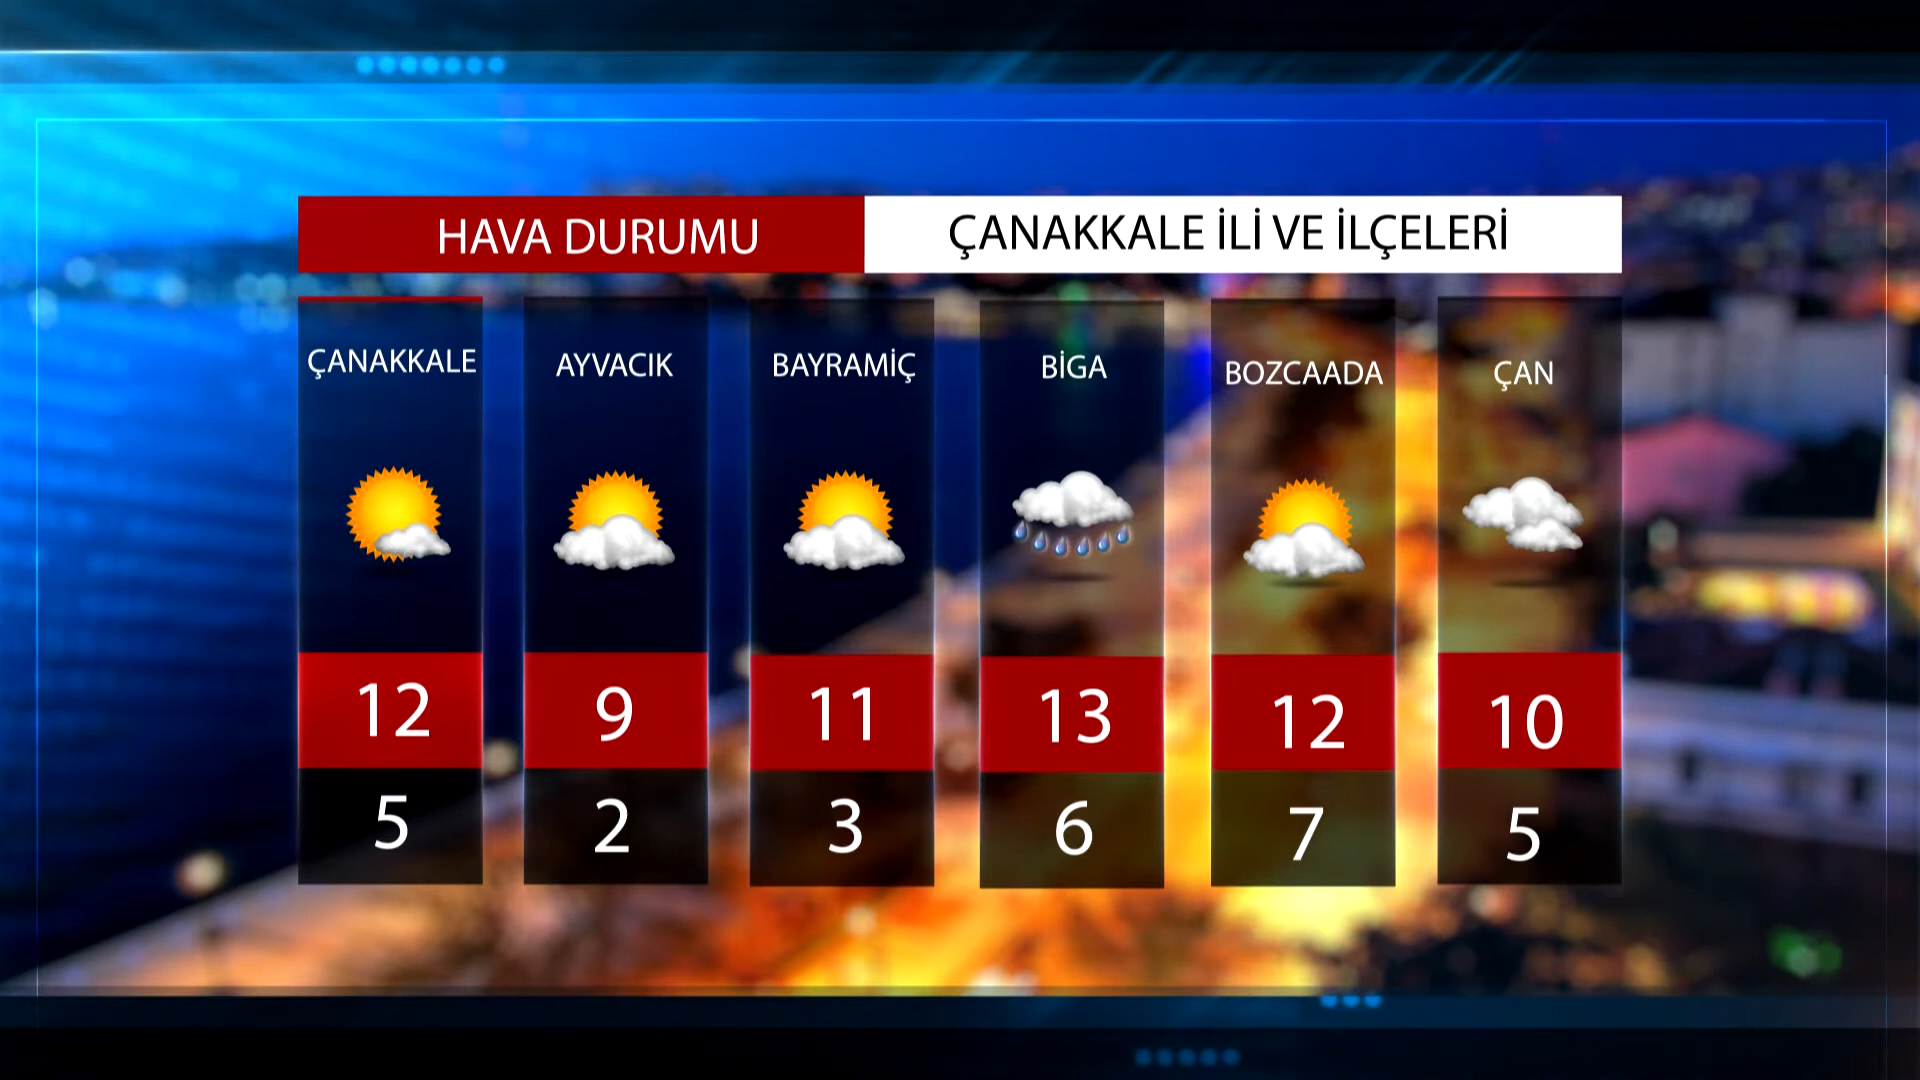 HAVA DURUMU
ÇANAKKALE İLİ VE İLÇELERİ
ÇANAKKALE
AYVACIK
BAYRAMİÇ
BİGA
BOZCAADA
ÇAN
12
9
11
13
12
10
5
2
3
6
7
5